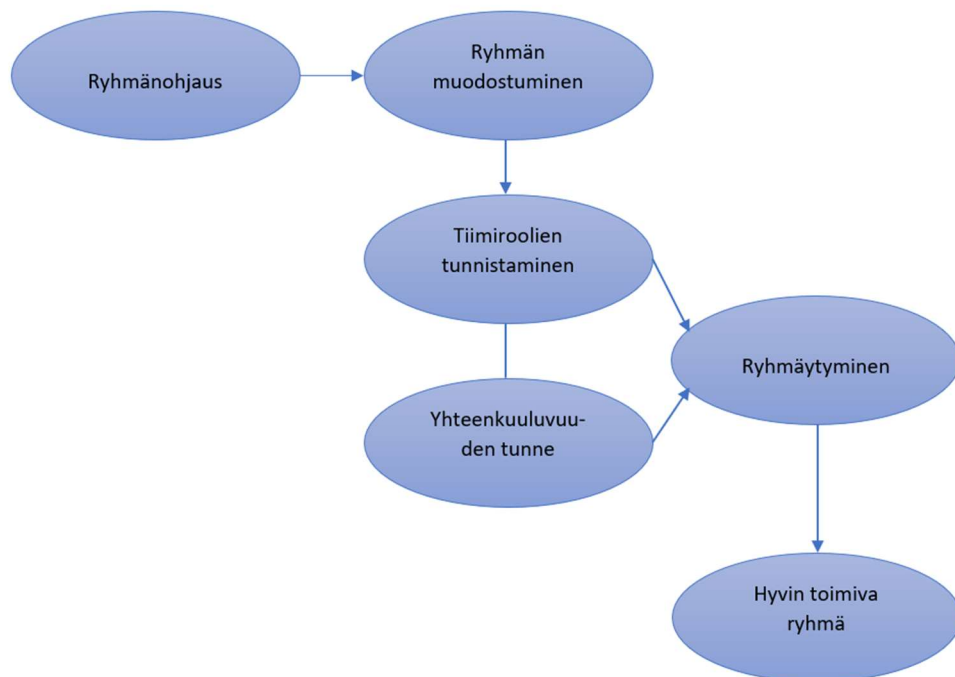 Ryhmänohjaus
Ryhmän
muodostuminen
Tiimiroolien
tunnistaminen
Ryhmäytyminen
Yhteenkuuluvuu-
den tunne
Hyvin toimiva
ryhmä